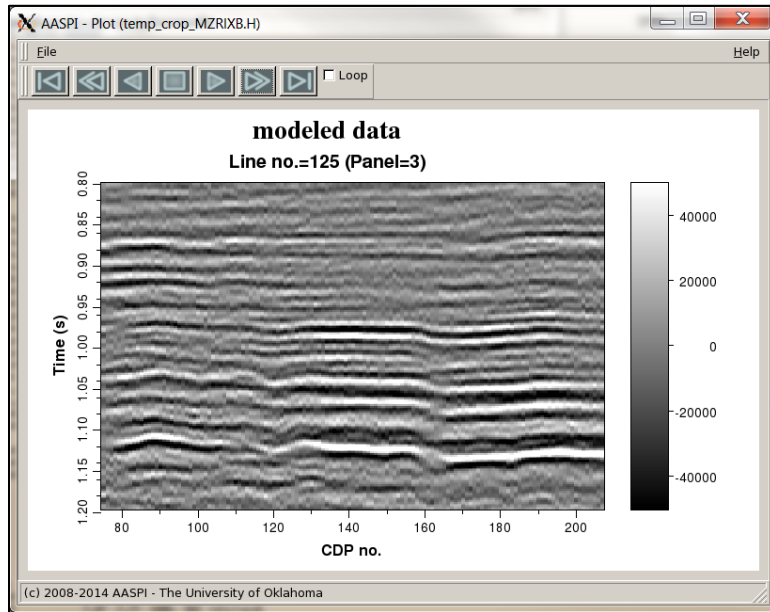 AASPI - Plot (temp_crop_MZRIXB.H)
File Help
Loop
modeled data
Line no.=125 (Panel=3)
0.80
0.85
0.90
0.95
1.00
1.05
1.10
1.15
1.20
Time (s)
40000
20000
0
-20000
-40000
80 100 120 140 160 180 200
CDP no.
(c) 2008-2014 AASPI - The University of Oklahoma